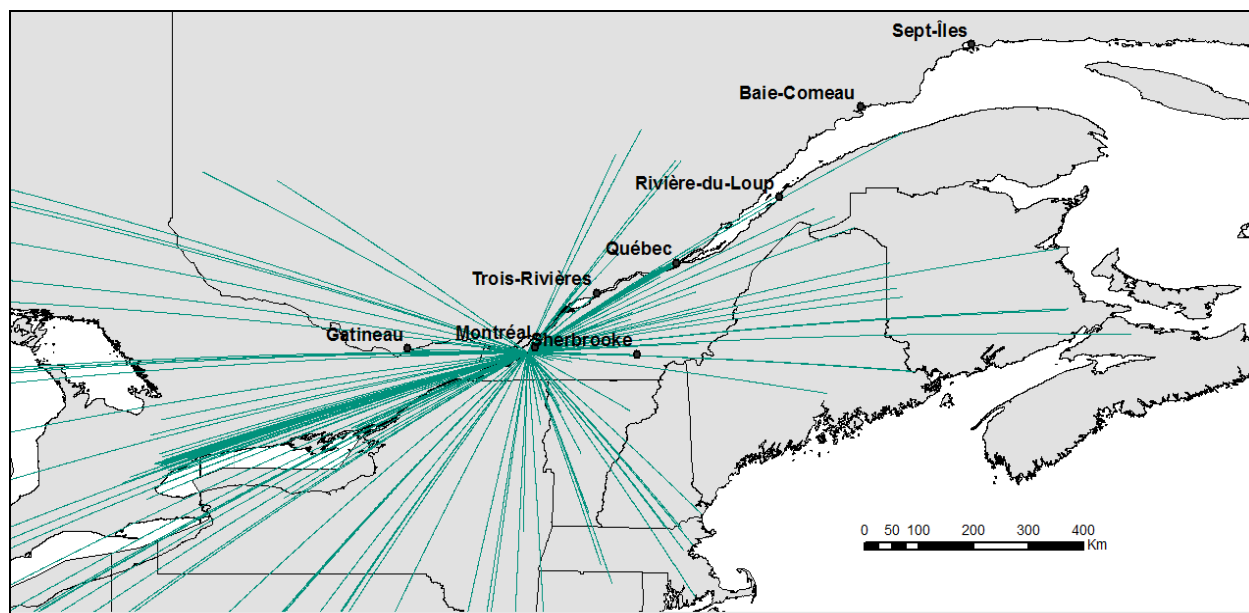 Sept-Îles
Baie-Comeau
Rivière-du-Loup
Québec
Trois-Rivières
Gatineau
Montréal
Sherbrooke
0 50 100 200 300 400
Km